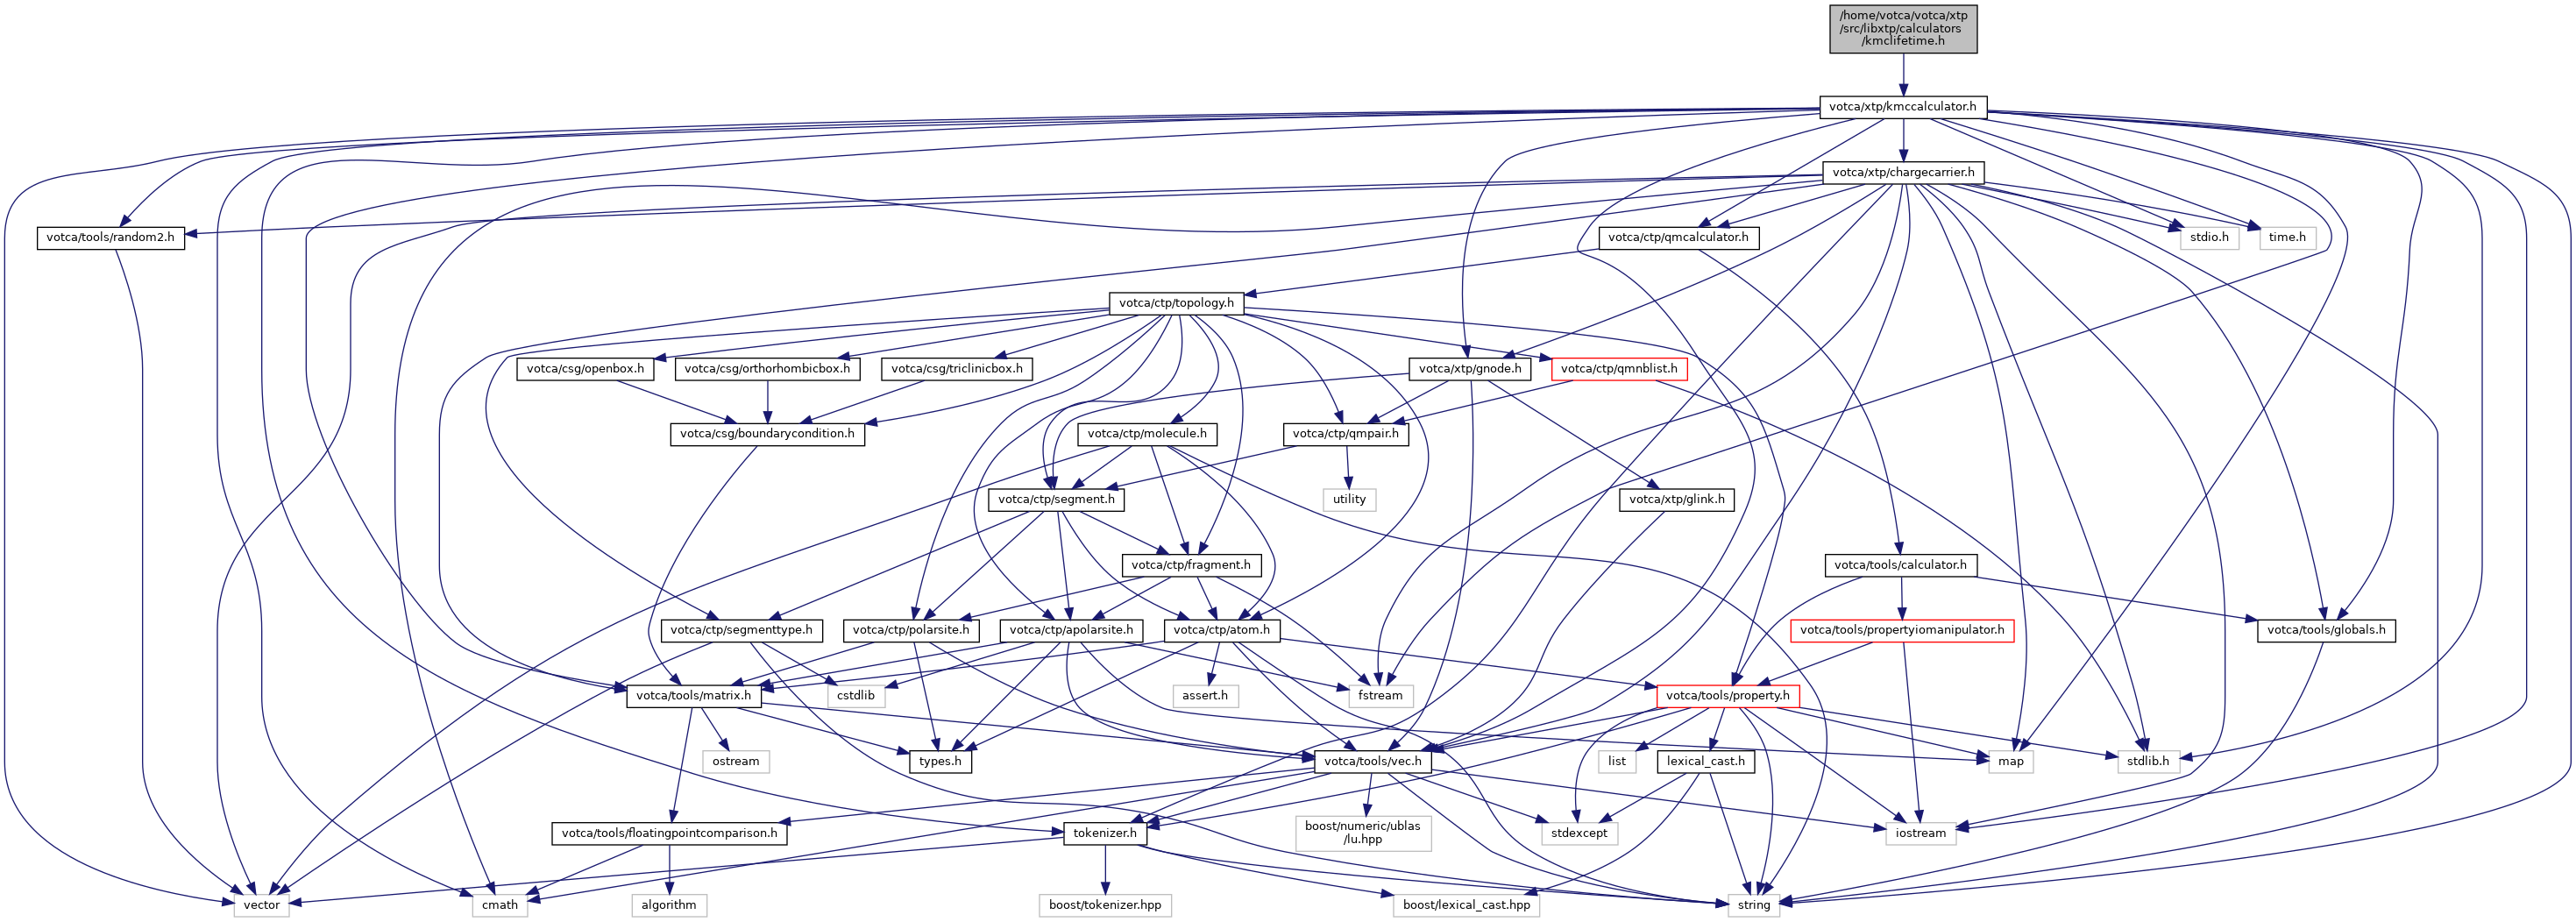 /home/votca/votca/xtp
/src/libxtp/calculators
/kmclifetime.h
votca/xtp/kmccalculator.h
votca/xtp/chargecarrier.h
votca/tools/random2.h
votca/ctp/qmcalculator.h
stdio.h
time.h
votca/ctp/topology.h
votca/csg/openbox.h
votca/csg/orthorhombicbox.h
votca/csg/triclinicbox.h
votca/xtp/gnode.h
votca/ctp/qmnblist.h
votca/csg/boundarycondition.h
votca/ctp/molecule.h
votca/ctp/qmpair.h
votca/ctp/segment.h
utility
votca/xtp/glink.h
votca/ctp/fragment.h
votca/tools/calculator.h
votca/ctp/segmenttype.h
votca/ctp/polarsite.h
votca/ctp/apolarsite.h
votca/ctp/atom.h
votca/tools/propertyiomanipulator.h
votca/tools/globals.h
votca/tools/matrix.h
cstdlib
assert.h
fstream
votca/tools/property.h
ostream
types.h
votca/tools/vec.h
list
lexical_cast.h
map
stdlib.h
votca/tools/floatingpointcomparison.h
tokenizer.h
boost/numeric/ublas
/lu.hpp
stdexcept
iostream
vector
cmath
algorithm
boost/tokenizer.hpp
boost/lexical_cast.hpp
string